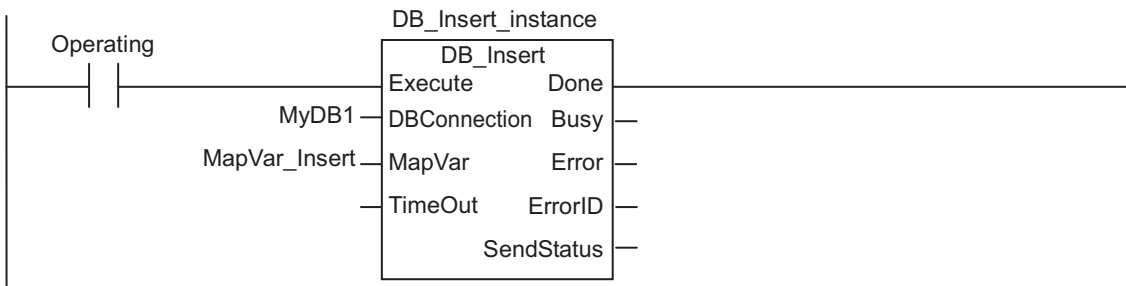 DB_Insert_instance
Operating
DB_Insert
Execute Done
MyDB1 DBConnection Busy
MapVar_Insert MapVar Error
TimeOut ErrorID
SendStatus